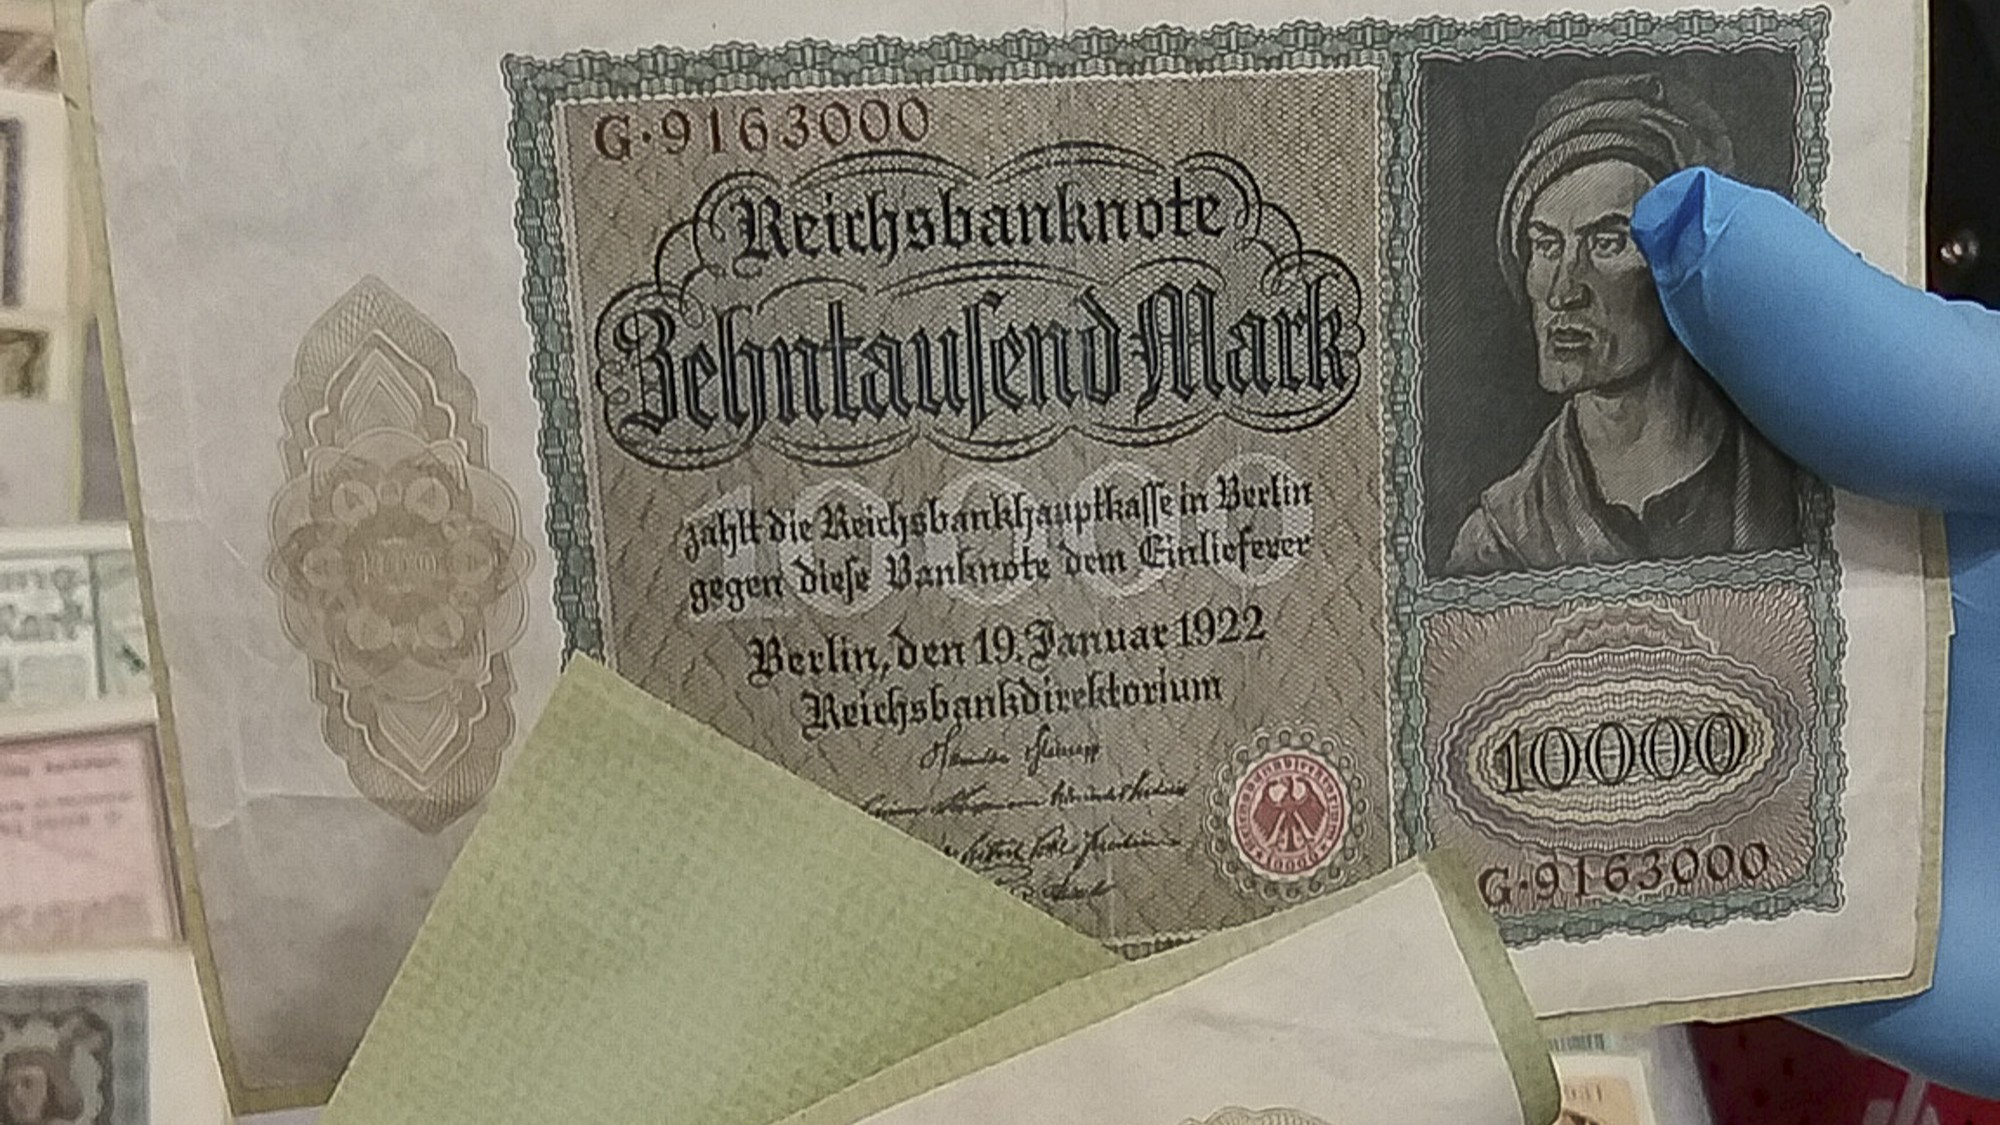 G·9163000
Reichsbanknote
Zehntausend Mark
10000
zahlt die Reichsbankhauptkasse in Berlin
gegen diese Banknote dem Einlieferer
Berlin, den 19. Januar 1922
Reichsbankdirektorium
10000
G·9163000